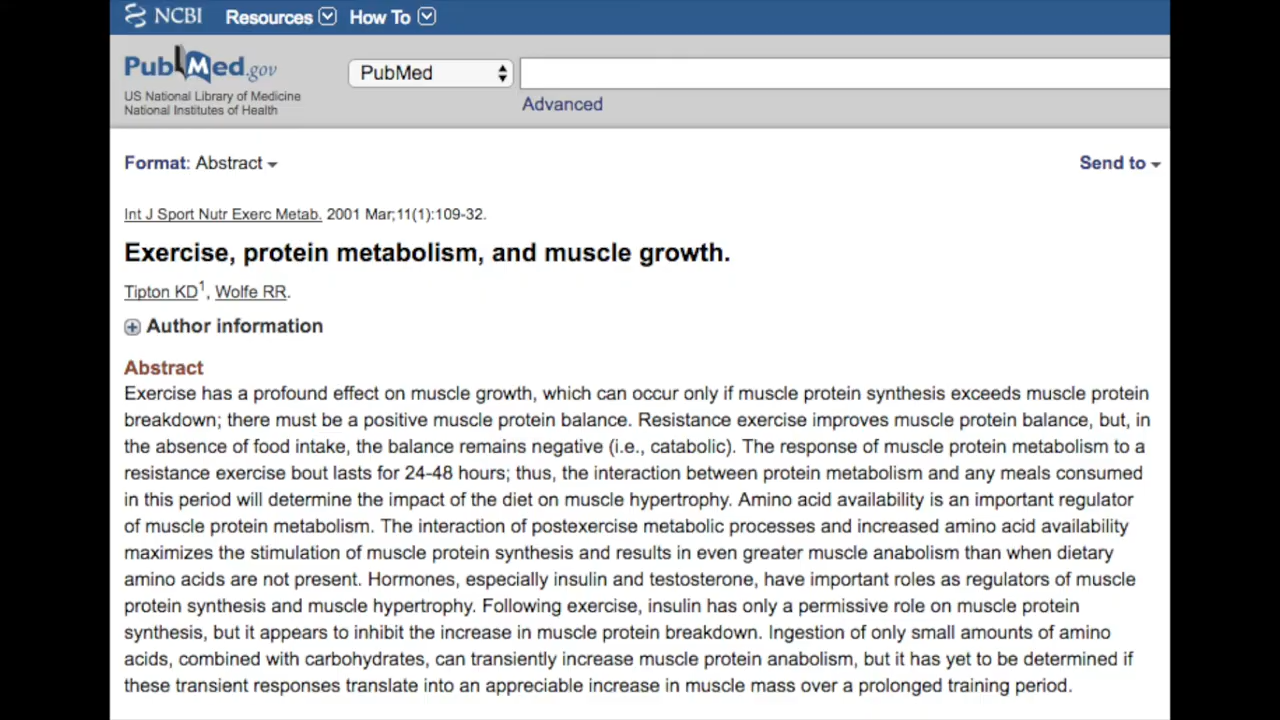 NCBI Resources How To
PubMed.gov
US National Library of Medicine
National Institutes of Health
PubMed
Advanced
Format: Abstract
Send to
Int J Sport Nutr Exerc Metab. 2001 Mar;11(1):109-32.
Exercise, protein metabolism, and muscle growth.
Tipton KD1, Wolfe RR.
Author information
Abstract
Exercise has a profound effect on muscle growth, which can occur only if muscle protein synthesis exceeds muscle protein
breakdown; there must be a positive muscle protein balance. Resistance exercise improves muscle protein balance, but, in
the absence of food intake, the balance remains negative (i.e., catabolic). The response of muscle protein metabolism to a
resistance exercise bout lasts for 24-48 hours; thus, the interaction between protein metabolism and any meals consumed
in this period will determine the impact of the diet on muscle hypertrophy. Amino acid availability is an important regulator
of muscle protein metabolism. The interaction of postexercise metabolic processes and increased amino acid availability
maximizes the stimulation of muscle protein synthesis and results in even greater muscle anabolism than when dietary
amino acids are not present. Hormones, especially insulin and testosterone, have important roles as regulators of muscle
protein synthesis and muscle hypertrophy. Following exercise, insulin has only a permissive role on muscle protein
synthesis, but it appears to inhibit the increase in muscle protein breakdown. Ingestion of only small amounts of amino
acids, combined with carbohydrates, can transiently increase muscle protein anabolism, but it has yet to be determined if
these transient responses translate into an appreciable increase in muscle mass over a prolonged training period.